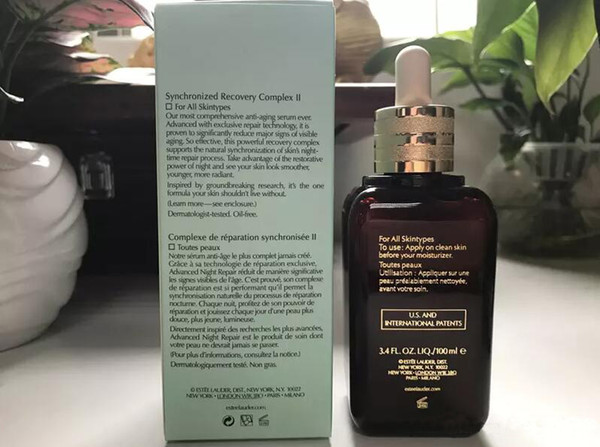 Synchronized Recovery Complex II
☐ For All Skintypes
Our most comprehensive anti-aging serum ever.
Advanced with exclusive repair technology, it is
proven to significantly reduce major signs of visible
aging. So effective, this powerful recovery complex
supports the natural synchronization of skin's night-
time repair process. Take advantage of the restorative
power of night and see your skin look smoother,
younger, more radiant.
Inspired by groundbreaking research, it's the one
formula your skin shouldn't live without.
(Learn more—see enclosure.)
Dermatologist-tested. Oil-free.
Complexe de réparation synchronisée II
☐ Toutes peaux
Notre sérum anti-âge le plus complet jamais créé.
Grâce à sa technologie de réparation exclusive,
Advanced Night Repair réduit de manière significative
les signes visibles de l'âge. C'est prouvé, son complexe
de réparation est si performant qu'il permet la
synchronisation naturelle du processus de réparation
nocturne. Chaque nuit, profitez de son pouvoir de
réparation et jouissez chaque jour d'une peau plus
douce, plus jeune, lumineuse.
Directement inspiré des recherches les plus avancées,
Advanced Night Repair est le produit de soin dont
votre peau ne devrait jamais se passer.
(Pour plus d'informations, consultez la notice.)
Dermatologiquement testé. Non gras.
© ESTĒE LAUDER, DIST.
NEW YORK, N.Y. 10022
NEW YORK • LONDON W1K 3BQ
PARIS • MILANO
esteelauder.com
For All Skintypes
To use: Apply on clean skin
before your moisturizer.
Toutes peaux
Utilisation : Appliquer sur une
peau préalablement nettoyée,
avant votre soin.
U.S. AND
INTERNATIONAL PATENTS
3.4 FL. OZ. LIQ./100 ml ℮
© ESTĒE LAUDER, DIST.
NEW YORK, N.Y. 10022
NEW YORK • LONDON W1K 3BQ
PARIS • MILANO
esteelauder.com